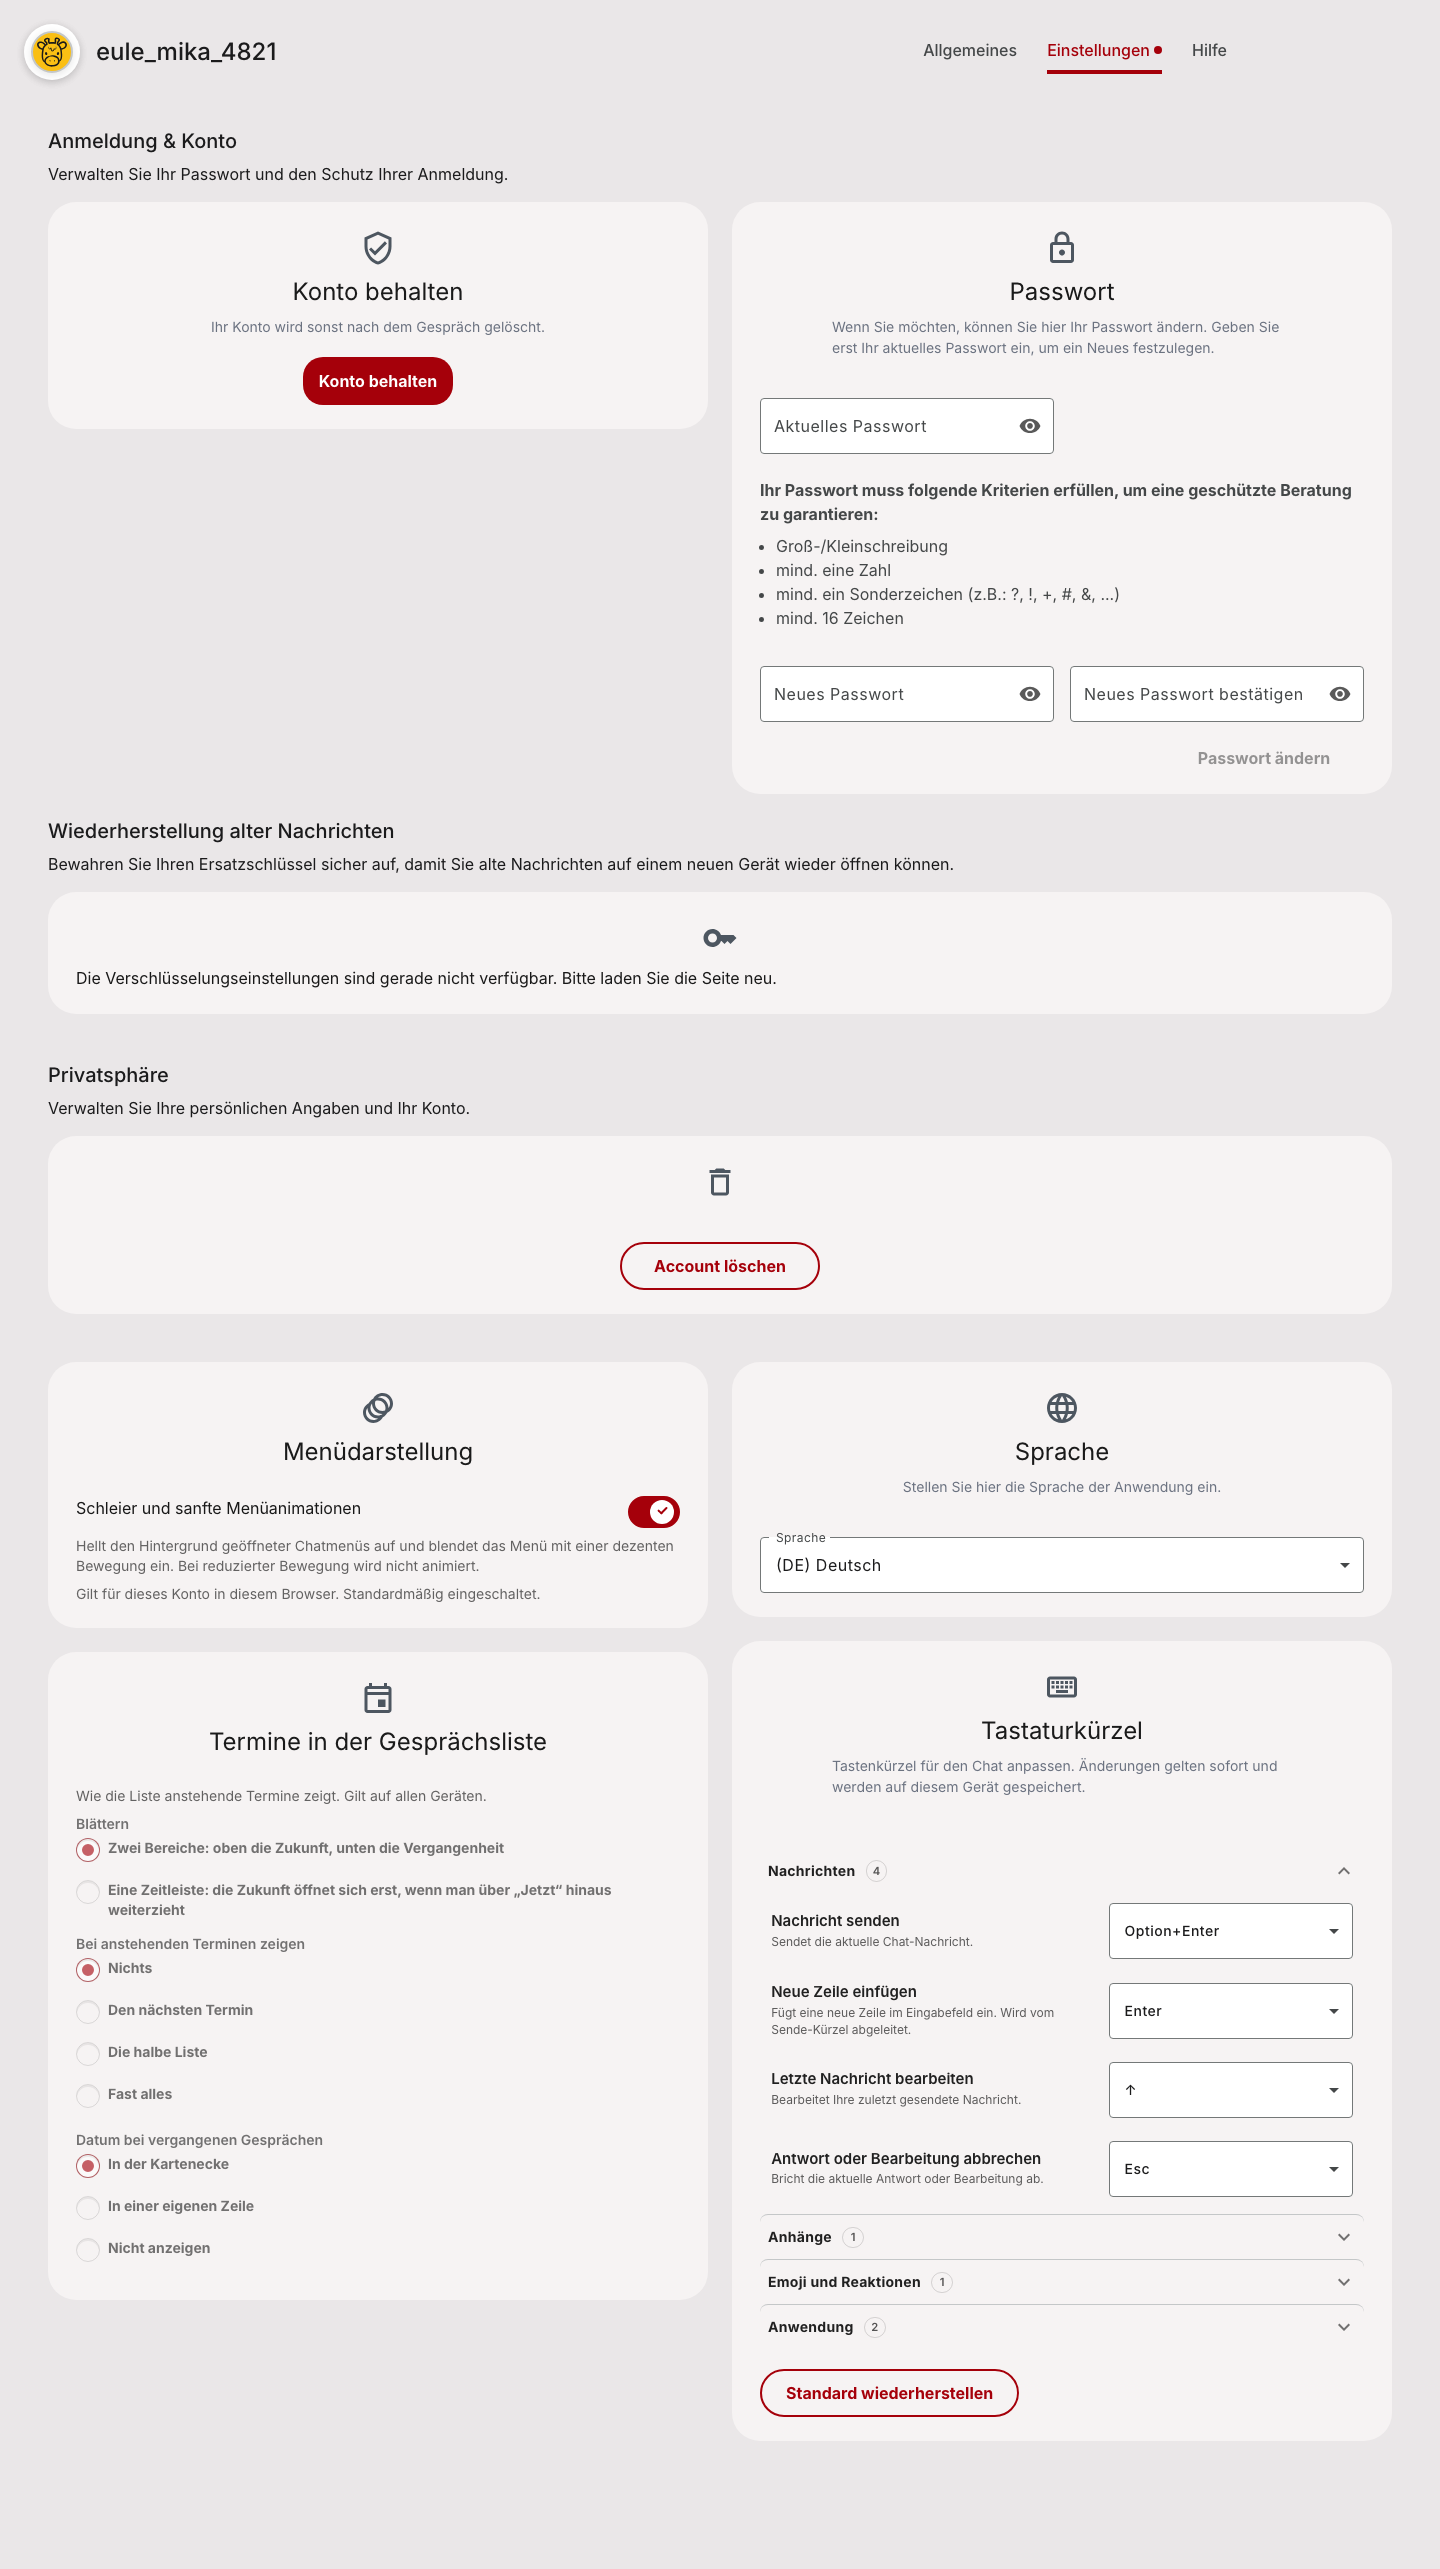 eule_mika_4821
Allgemeines
Einstellungen
Hilfe
Anmeldung & Konto
Verwalten Sie Ihr Passwort und den Schutz Ihrer Anmeldung.
Konto behalten
Ihr Konto wird sonst nach dem Gespräch gelöscht.
Konto behalten
Passwort
Wenn Sie möchten, können Sie hier Ihr Passwort ändern. Geben Sie
erst Ihr aktuelles Passwort ein, um ein Neues festzulegen.
Aktuelles Passwort
Ihr Passwort muss folgende Kriterien erfüllen, um eine geschützte Beratung
zu garantieren:
• Groß-/Kleinschreibung
• mind. eine Zahl
• mind. ein Sonderzeichen (z.B.: ?, !, +, #, &, ...)
• mind. 16 Zeichen
Neues Passwort
Neues Passwort bestätigen
Passwort ändern
Wiederherstellung alter Nachrichten
Bewahren Sie Ihren Ersatzschlüssel sicher auf, damit Sie alte Nachrichten auf einem neuen Gerät wieder öffnen können.
Die Verschlüsselungseinstellungen sind gerade nicht verfügbar. Bitte laden Sie die Seite neu.
Privatsphäre
Verwalten Sie Ihre persönlichen Angaben und Ihr Konto.
Account löschen
Menüdarstellung
Schleier und sanfte Menüanimationen
Hellt den Hintergrund geöffneter Chatmenüs auf und blendet das Menü mit einer dezenten
Bewegung ein. Bei reduzierter Bewegung wird nicht animiert.
Gilt für dieses Konto in diesem Browser. Standardmäßig eingeschaltet.
Sprache
Stellen Sie hier die Sprache der Anwendung ein.
Sprache
(DE) Deutsch
Termine in der Gesprächsliste
Wie die Liste anstehende Termine zeigt. Gilt auf allen Geräten.
Blättern
Zwei Bereiche: oben die Zukunft, unten die Vergangenheit
Eine Zeitleiste: die Zukunft öffnet sich erst, wenn man über „Jetzt“ hinaus
weiterzieht
Bei anstehenden Terminen zeigen
Nichts
Den nächsten Termin
Die halbe Liste
Fast alles
Datum bei vergangenen Gesprächen
In der Kartenecke
In einer eigenen Zeile
Nicht anzeigen
Tastaturkürzel
Tastenkürzel für den Chat anpassen. Änderungen gelten sofort und
werden auf diesem Gerät gespeichert.
Nachrichten 4
Nachricht senden
Sendet die aktuelle Chat-Nachricht.
Option+Enter
Neue Zeile einfügen
Fügt eine neue Zeile im Eingabefeld ein. Wird vom
Sende-Kürzel abgeleitet.
Enter
Letzte Nachricht bearbeiten
Bearbeitet Ihre zuletzt gesendete Nachricht.
↑
Antwort oder Bearbeitung abbrechen
Bricht die aktuelle Antwort oder Bearbeitung ab.
Esc
Anhänge 1
Emoji und Reaktionen 1
Anwendung 2
Standard wiederherstellen